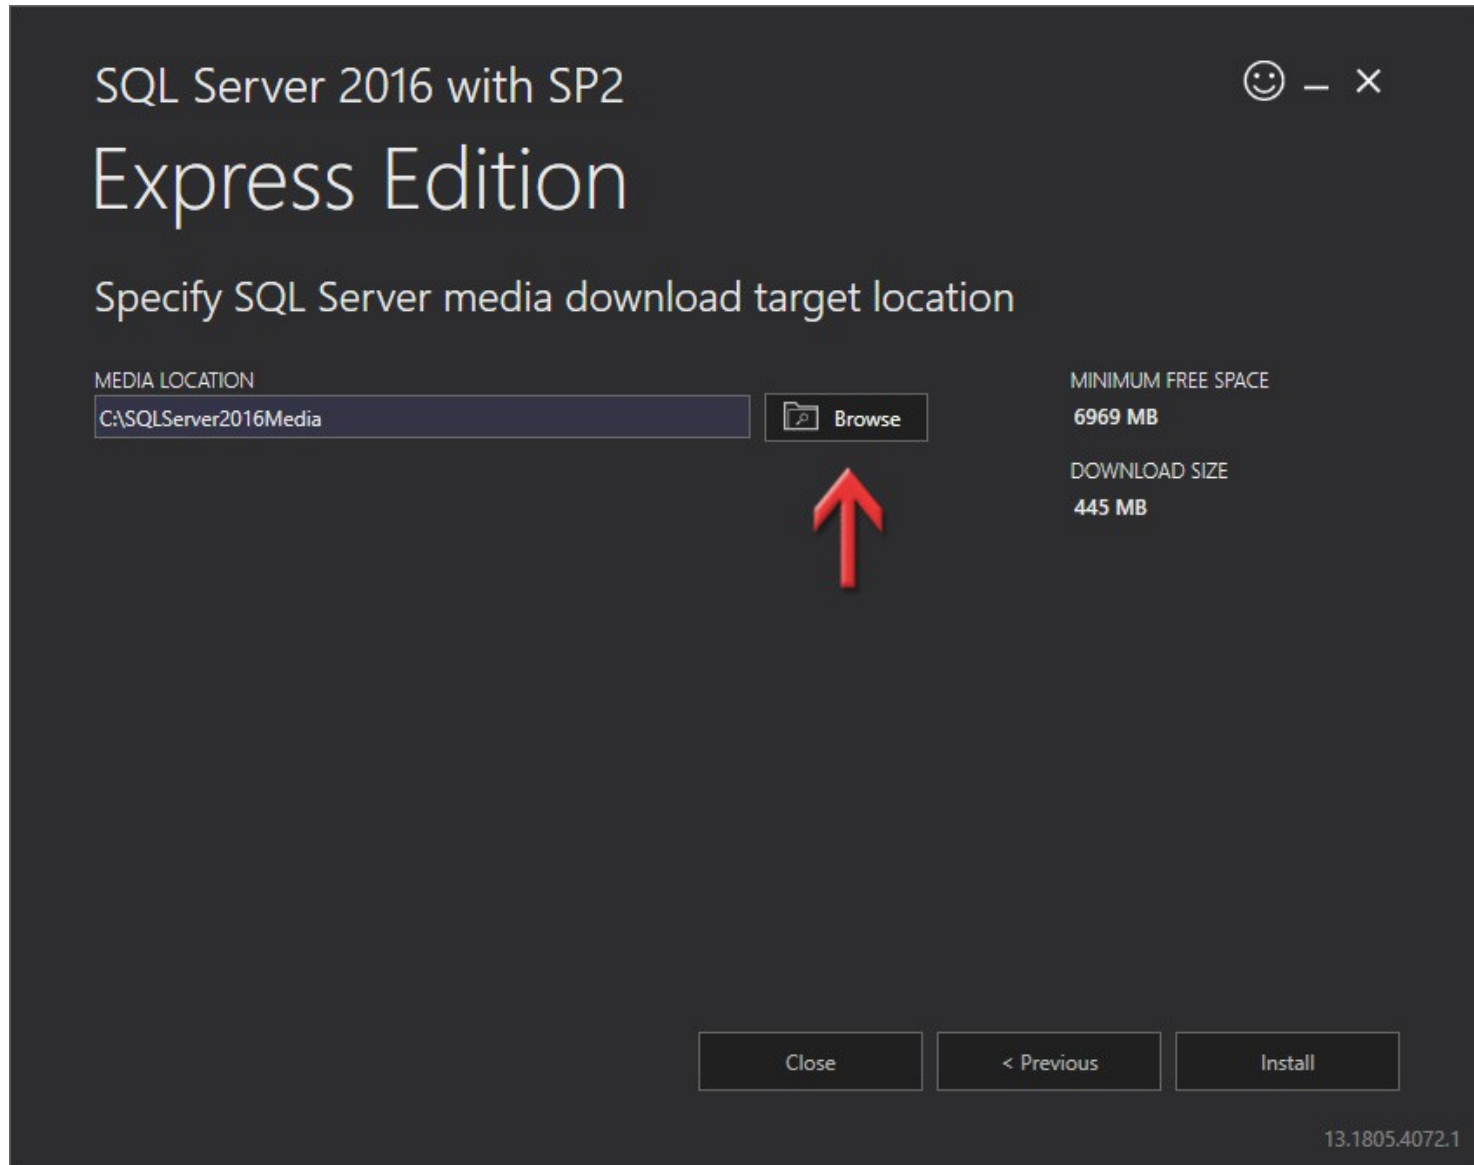 SQL Server 2016 with SP2
Express Edition
Specify SQL Server media download target location
MEDIA LOCATION
C:\SQLServer2016Media
Browse
MINIMUM FREE SPACE
6969 MB
DOWNLOAD SIZE
445 MB
Close
< Previous
Install
13.1805.4072.1